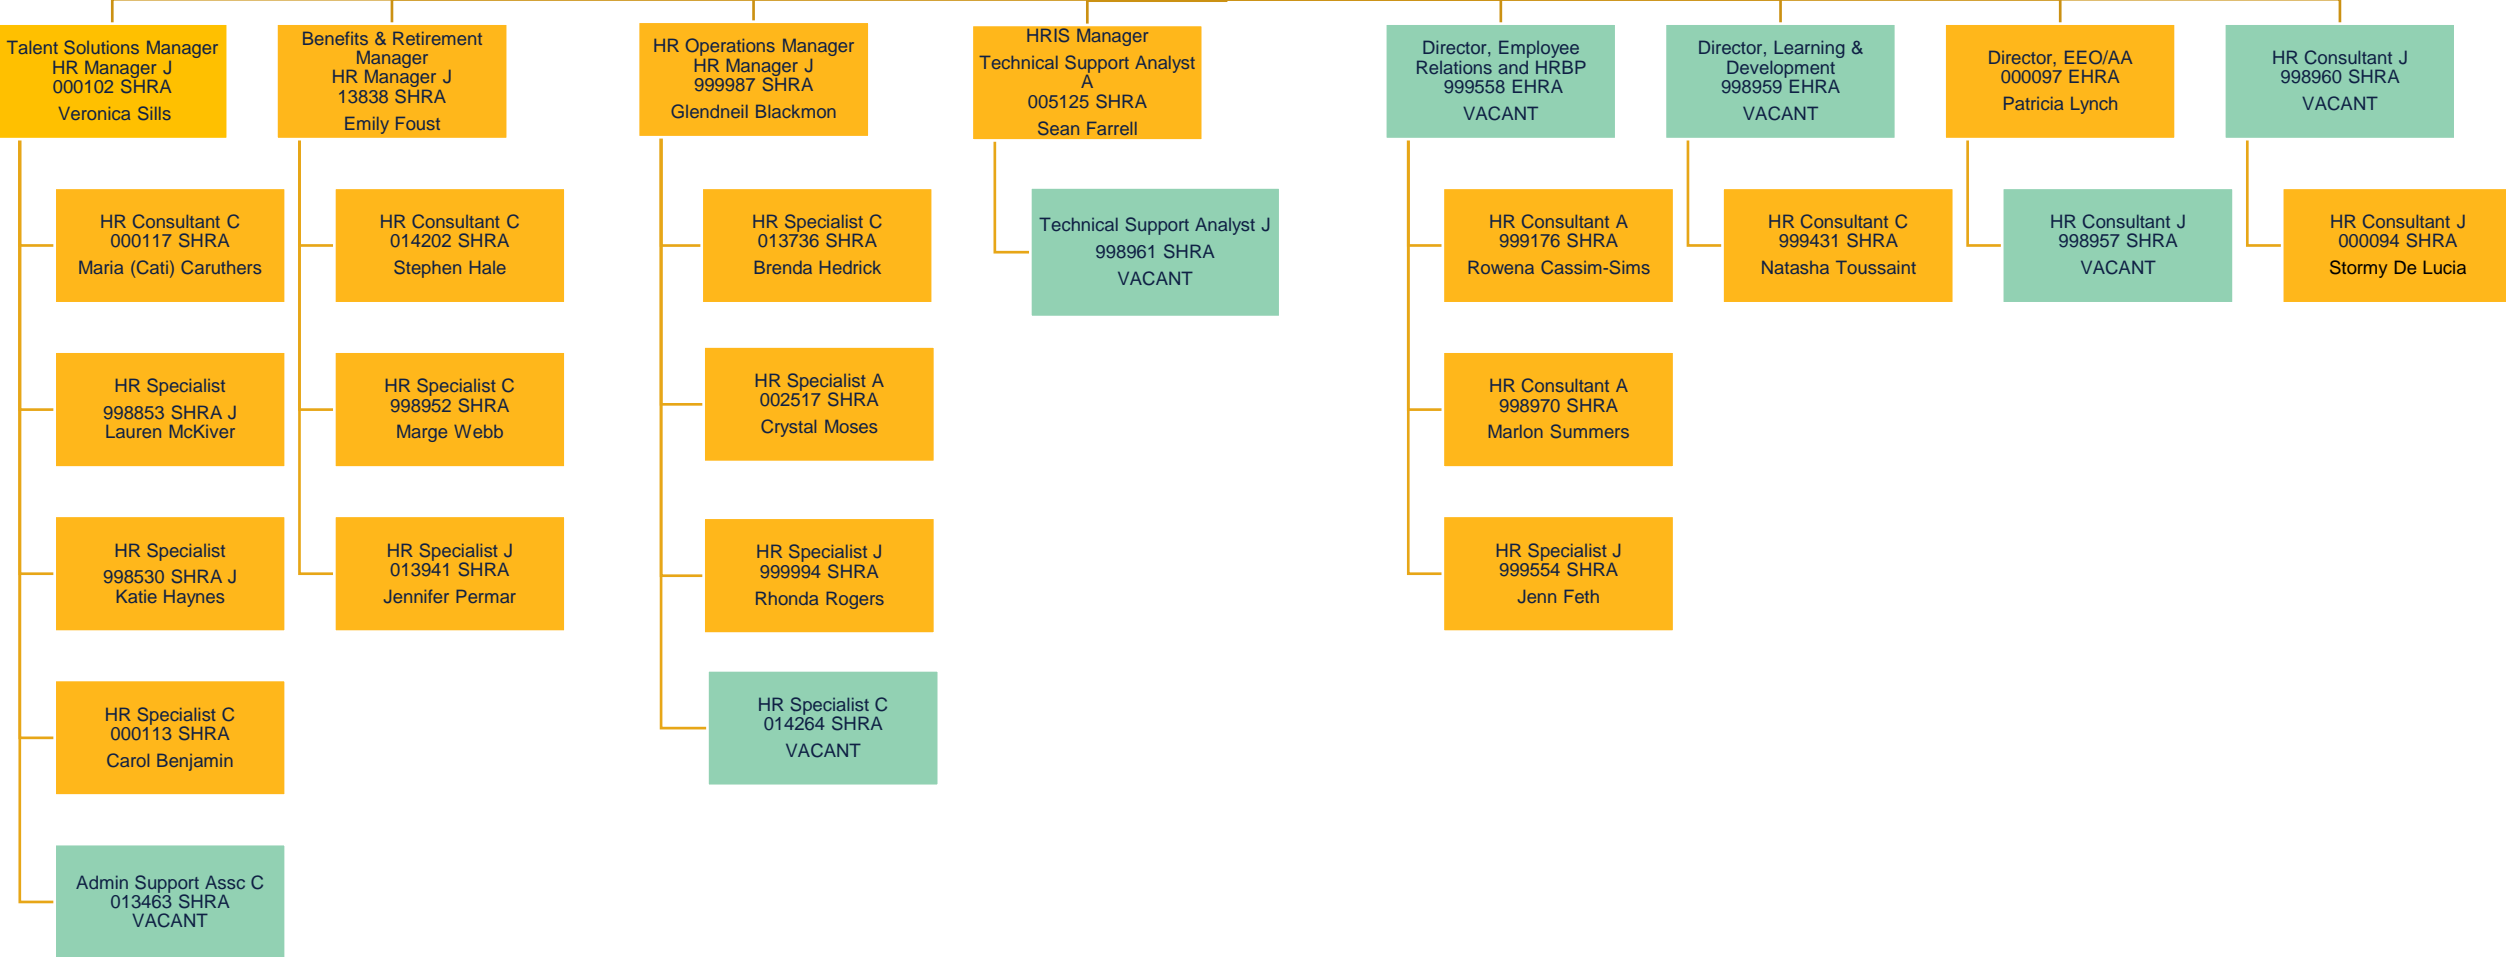 Talent Solutions Manager
HR Manager J
000102 SHRA
Veronica Sills
Benefits & Retirement
Manager
HR Manager J
13838 SHRA
Emily Foust
HR Operations Manager
HR Manager J
999987 SHRA
Glendneil Blackmon
HRIS Manager
Technical Support Analyst
A
005125 SHRA
Sean Farrell
Director, Employee
Relations and HRBP
999558 EHRA
VACANT
Director, Learning &
Development
998959 EHRA
VACANT
Director, EEO/AA
000097 EHRA
Patricia Lynch
HR Consultant J
998960 SHRA
VACANT
HR Consultant C
000117 SHRA
Maria (Cati) Caruthers
HR Consultant C
014202 SHRA
Stephen Hale
HR Specialist C
013736 SHRA
Brenda Hedrick
Technical Support Analyst J
998961 SHRA
VACANT
HR Consultant A
999176 SHRA
Rowena Cassim-Sims
HR Consultant C
999431 SHRA
Natasha Toussaint
HR Consultant J
998957 SHRA
VACANT
HR Consultant J
000094 SHRA
Stormy De Lucia
HR Specialist
998853 SHRA J
Lauren McKiver
HR Specialist C
998952 SHRA
Marge Webb
HR Specialist A
002517 SHRA
Crystal Moses
HR Consultant A
998970 SHRA
Marlon Summers
HR Specialist
998530 SHRA J
Katie Haynes
HR Specialist J
013941 SHRA
Jennifer Permar
HR Specialist J
999994 SHRA
Rhonda Rogers
HR Specialist J
999554 SHRA
Jenn Feth
HR Specialist C
000113 SHRA
Carol Benjamin
HR Specialist C
014264 SHRA
VACANT
Admin Support Assc C
013463 SHRA
VACANT